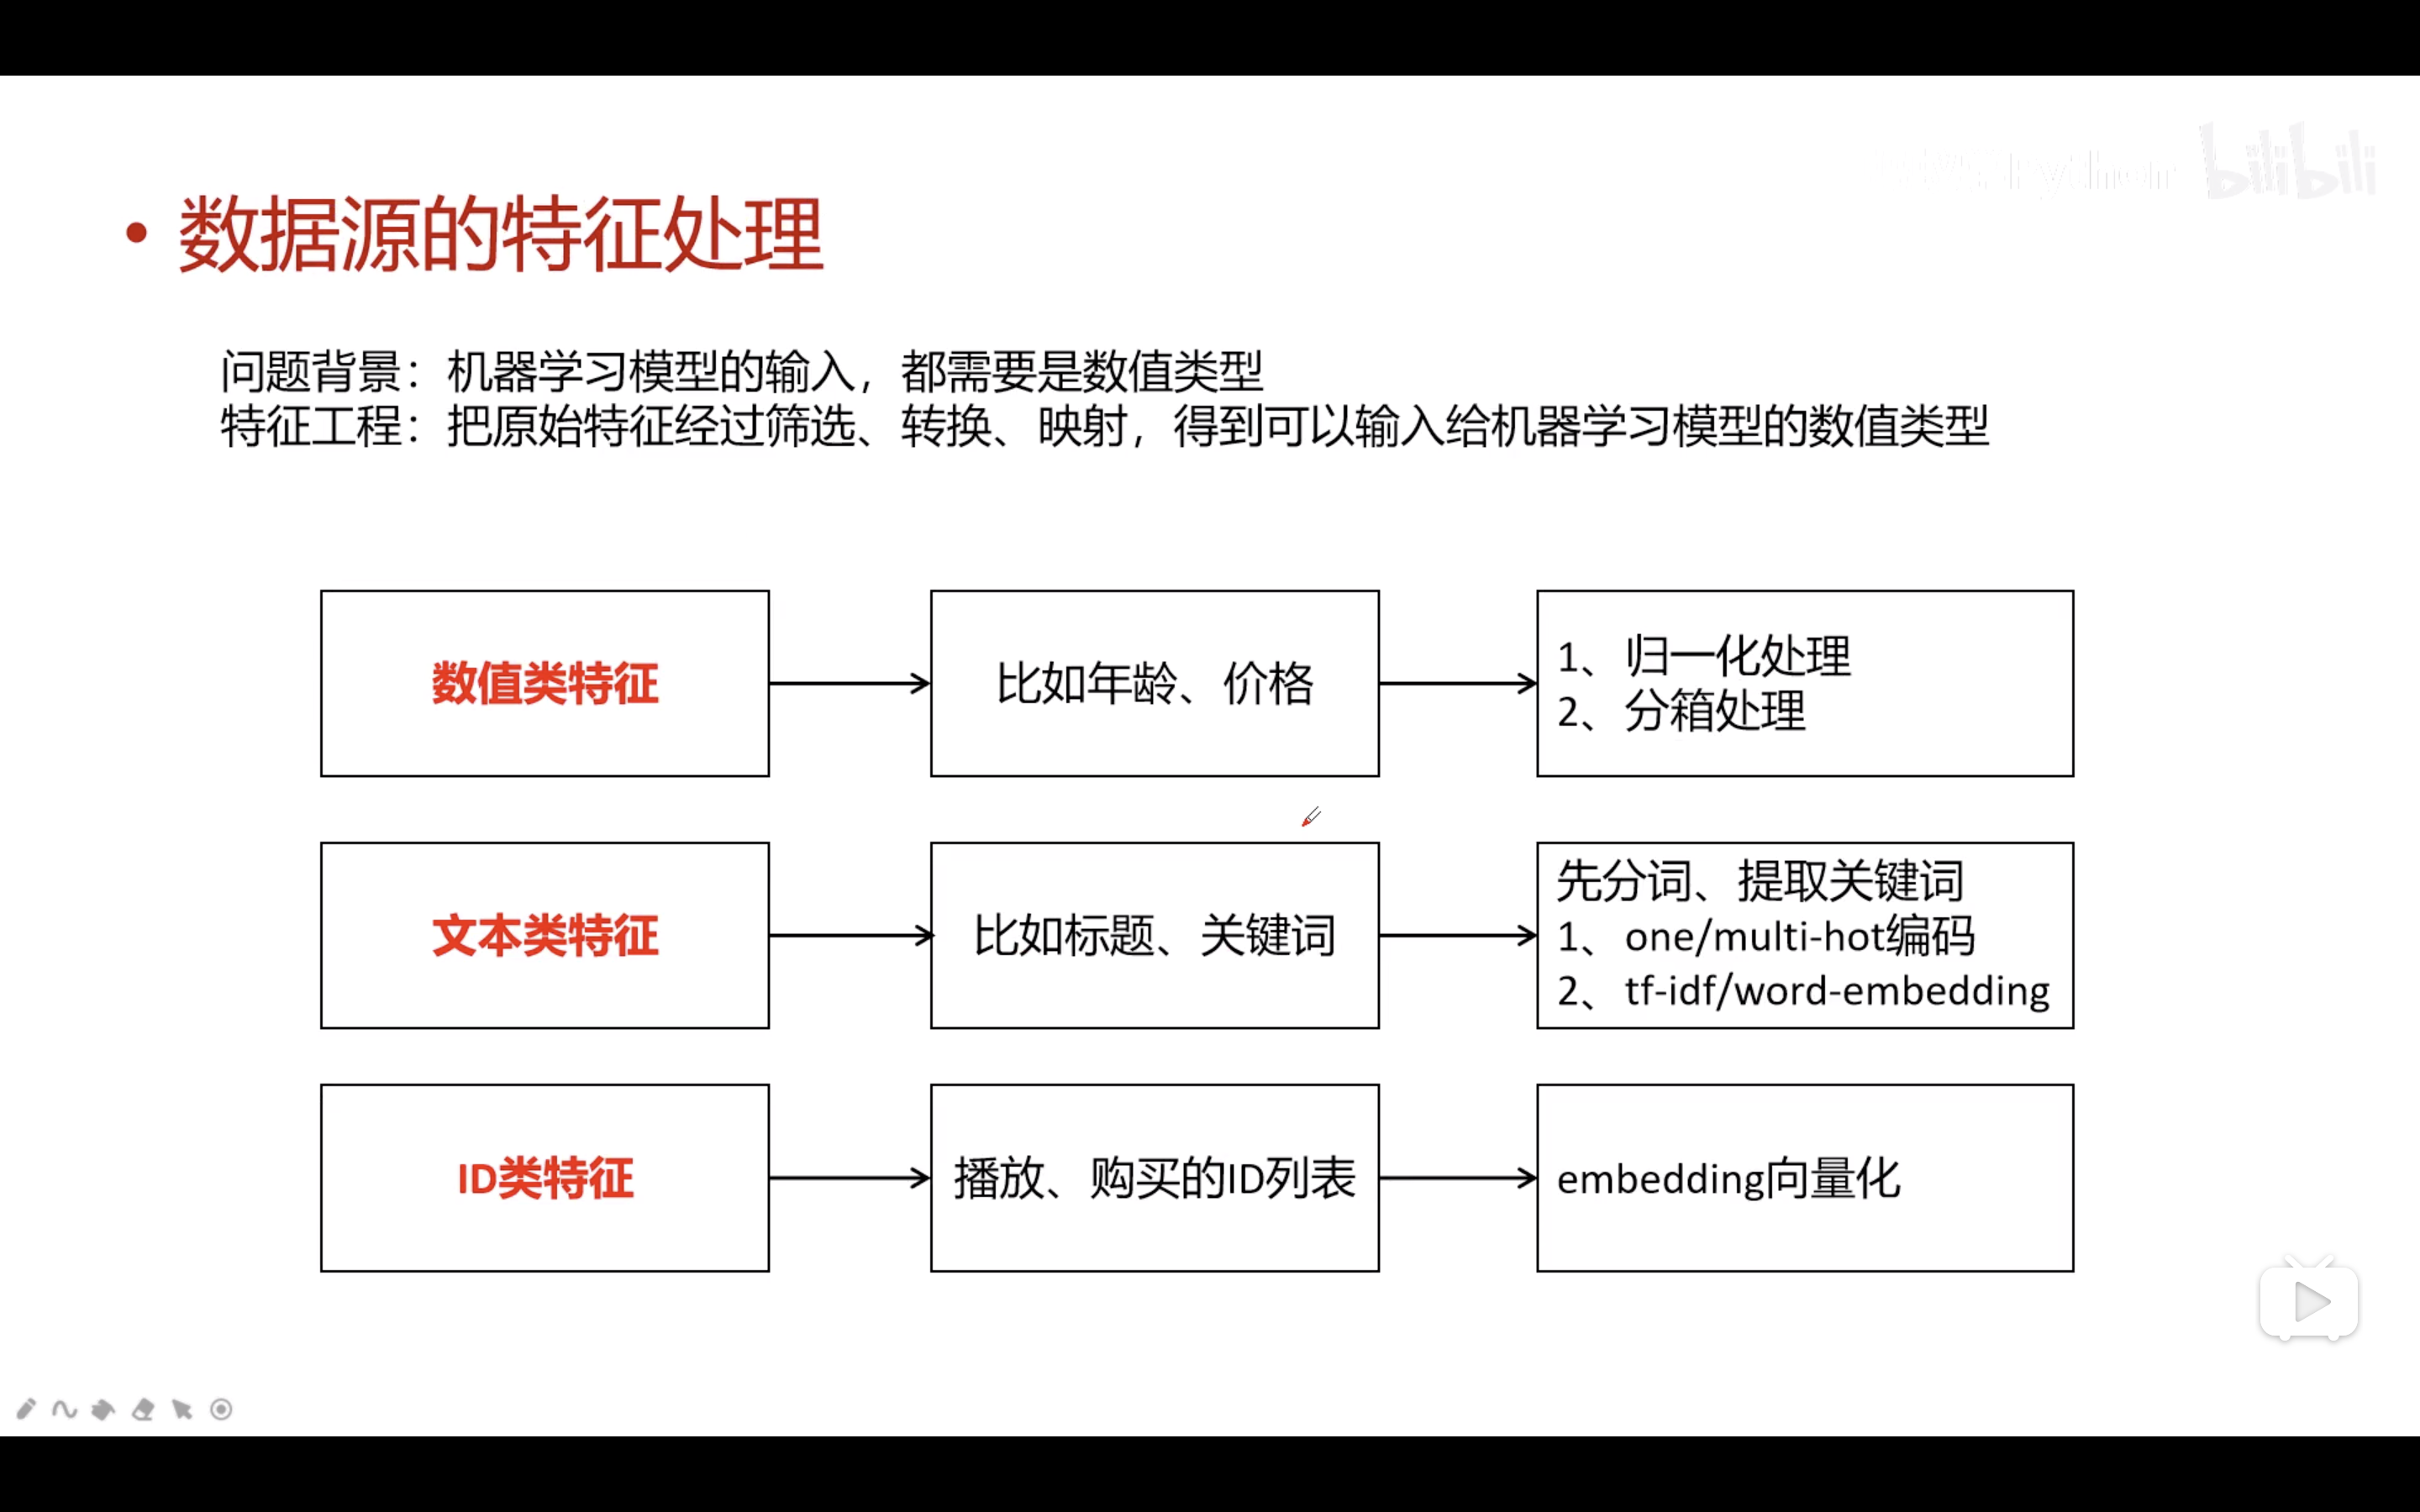 bilibili
• 数据源的特征处理
问题背景：机器学习模型的输入，都需要是数值类型
特征工程：把原始特征经过筛选、转换、映射，得到可以输入给机器学习模型的数值类型
数值类特征
比如年龄、价格
1、归一化处理
2、分箱处理
文本类特征
比如标题、关键词
先分词、提取关键词
1、one/multi-hot编码
2、tf-idf/word-embedding
ID类特征
播放、购买的ID列表
embedding向量化